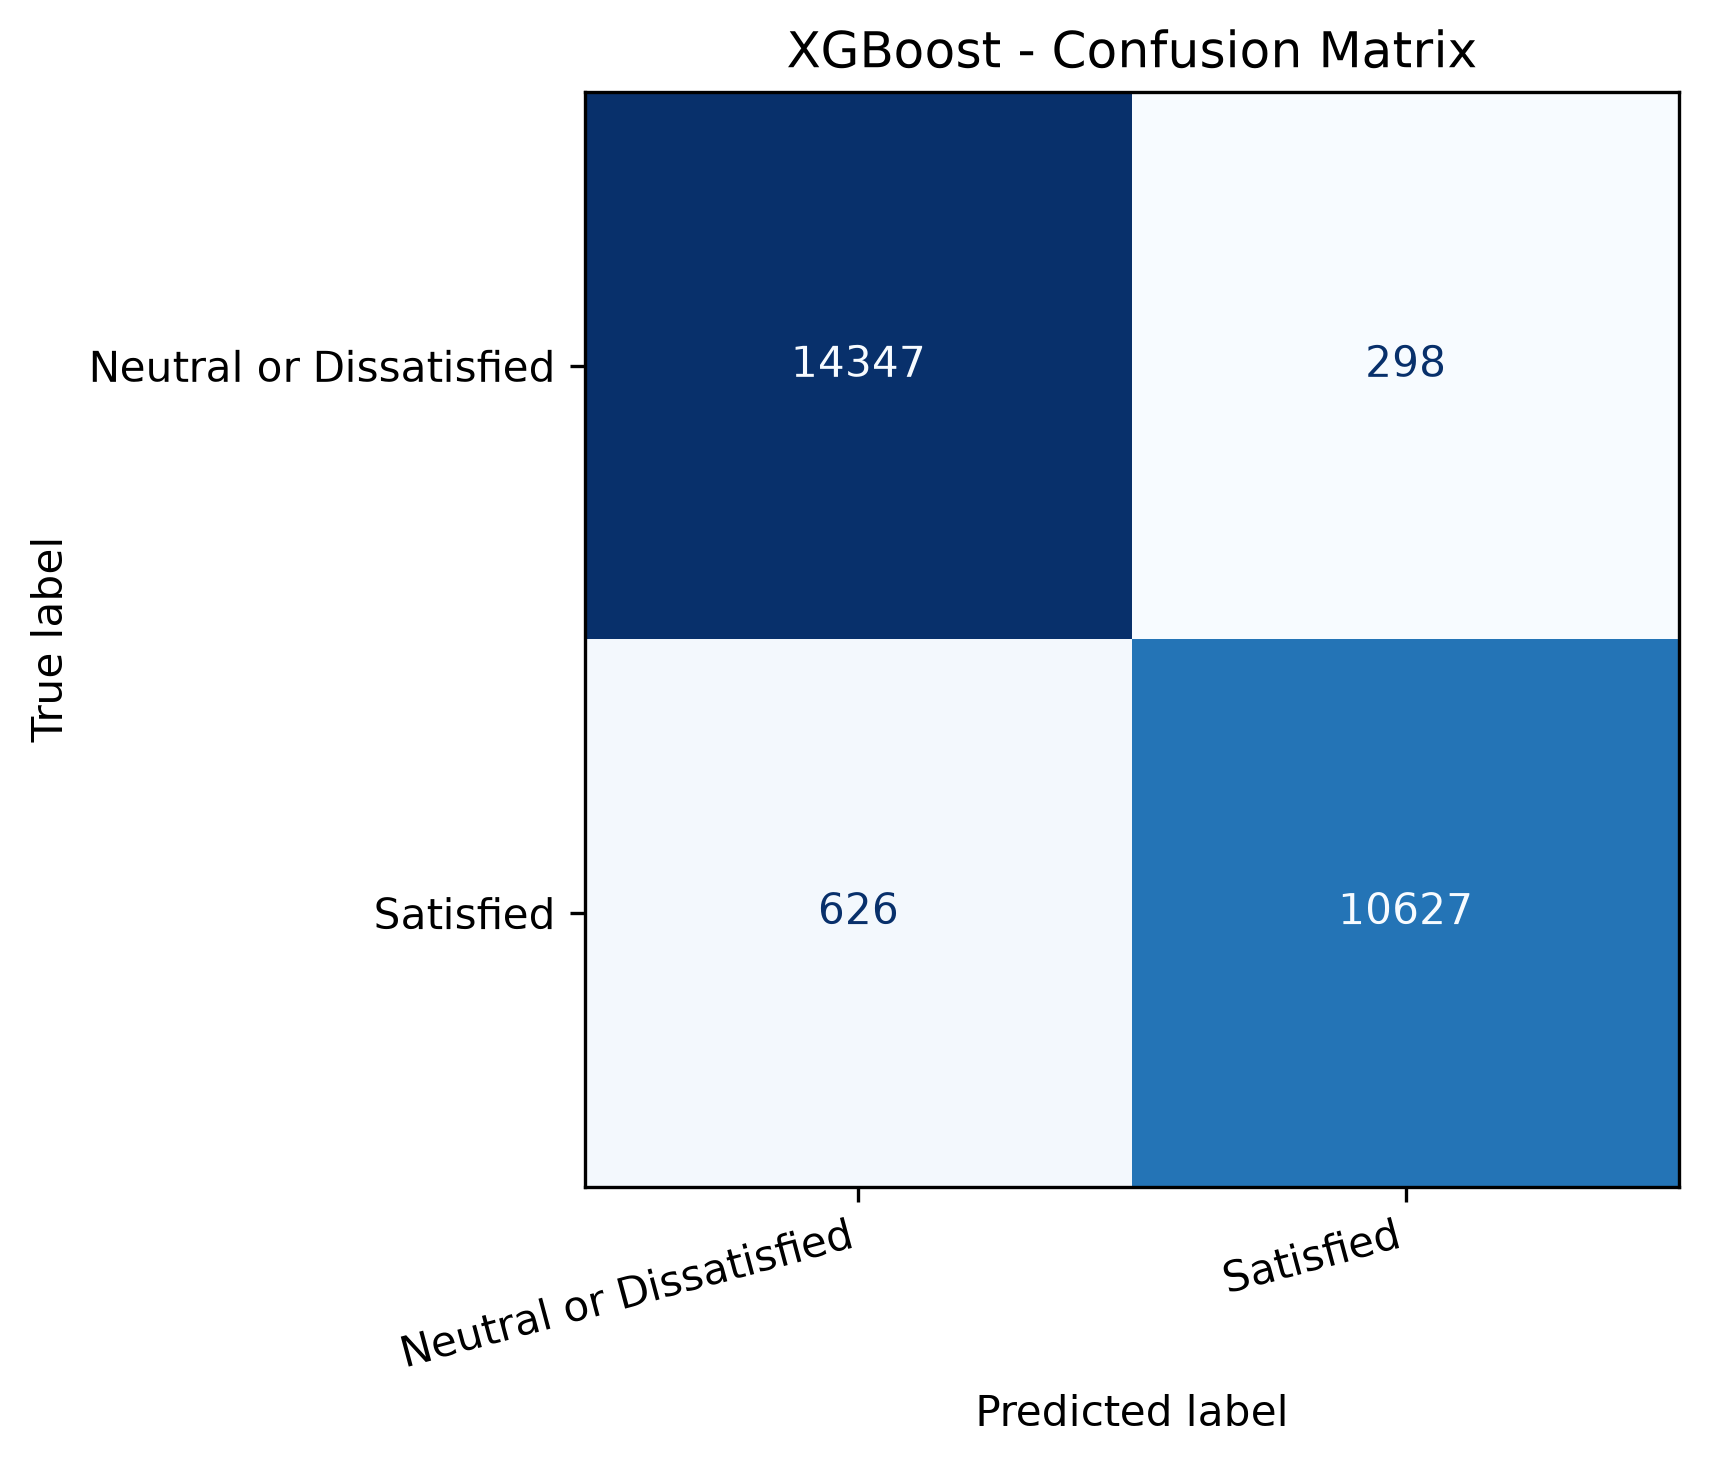 XGBoost - Confusion Matrix
True label
Neutral or Dissatisfied
14347
298
Satisfied
626
10627
Neutral or Dissatisfied
Satisfied
Predicted label